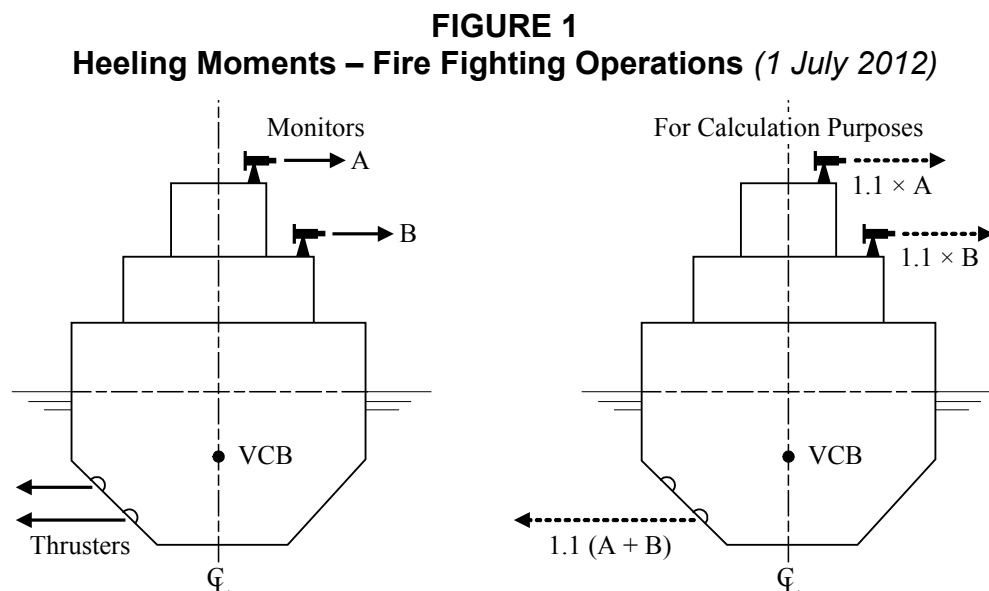 FIGURE 1
Heeling Moments – Fire Fighting Operations (1 July 2012)
Monitors
A
B
VCB
Thrusters
℄
For Calculation Purposes
1.1 × A
1.1 × B
VCB
1.1 (A + B)
℄